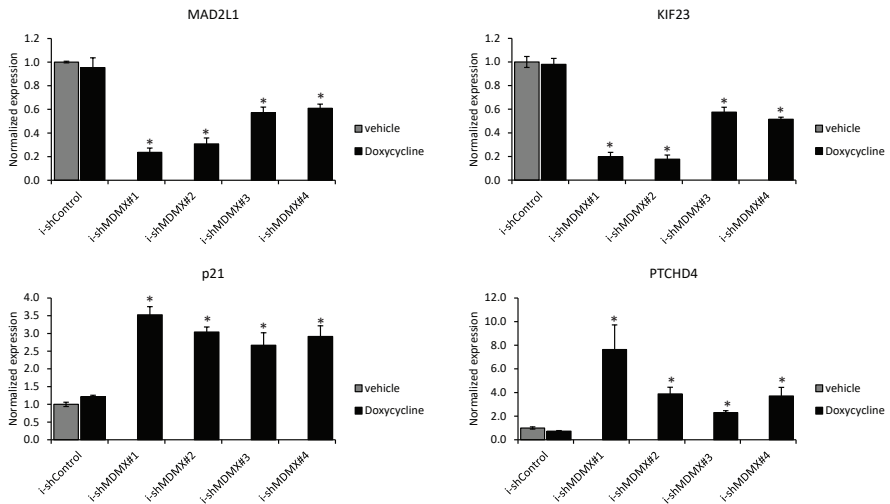 MAD2L1
Normalized expression
1.2
1.0
0.8
0.6
0.4
0.2
0.0
* * * *
vehicle
Doxycycline
i-shControl
i-shMDMX#1
i-shMDMX#2
i-shMDMX#3
i-shMDMX#4
KIF23
Normalized expression
1.2
1.0
0.8
0.6
0.4
0.2
0.0
* * * *
vehicle
Doxycycline
i-shControl
i-shMDMX#1
i-shMDMX#2
i-shMDMX#3
i-shMDMX#4
p21
Normalized expression
4.0
3.5
3.0
2.5
2.0
1.5
1.0
0.5
0.0
* * * *
vehicle
Doxycycline
i-shControl
i-shMDMX#1
i-shMDMX#2
i-shMDMX#3
i-shMDMX#4
PTCHD4
Normalized expression
12.0
10.0
8.0
6.0
4.0
2.0
0.0
* * * *
vehicle
Doxycycline
i-shControl
i-shMDMX#1
i-shMDMX#2
i-shMDMX#3
i-shMDMX#4